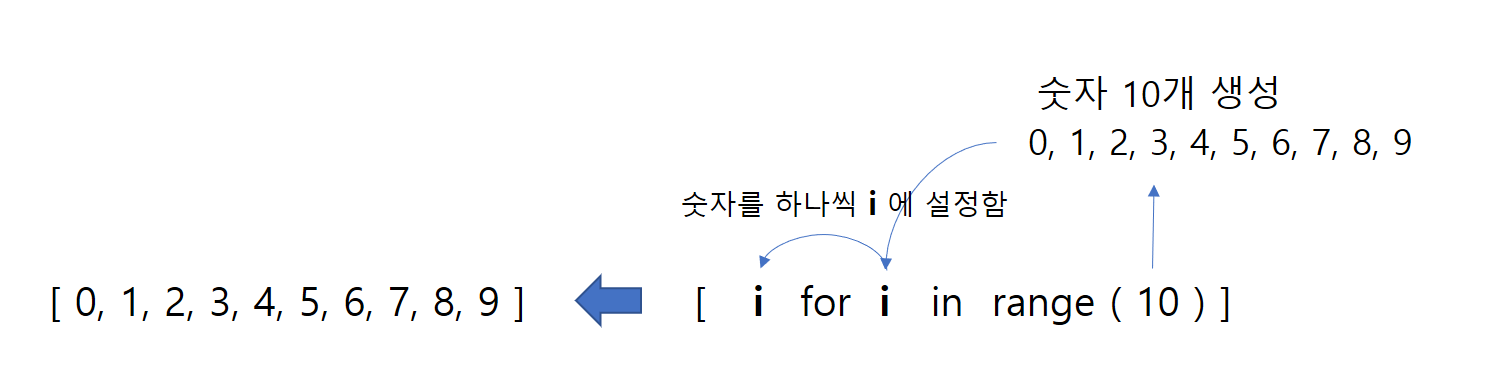 숫자 10개 생성
0, 1, 2, 3, 4, 5, 6, 7, 8, 9
숫자를 하나씩 i 에 설정함
[ 0, 1, 2, 3, 4, 5, 6, 7, 8, 9 ]
[ i for i in range ( 10 ) ]